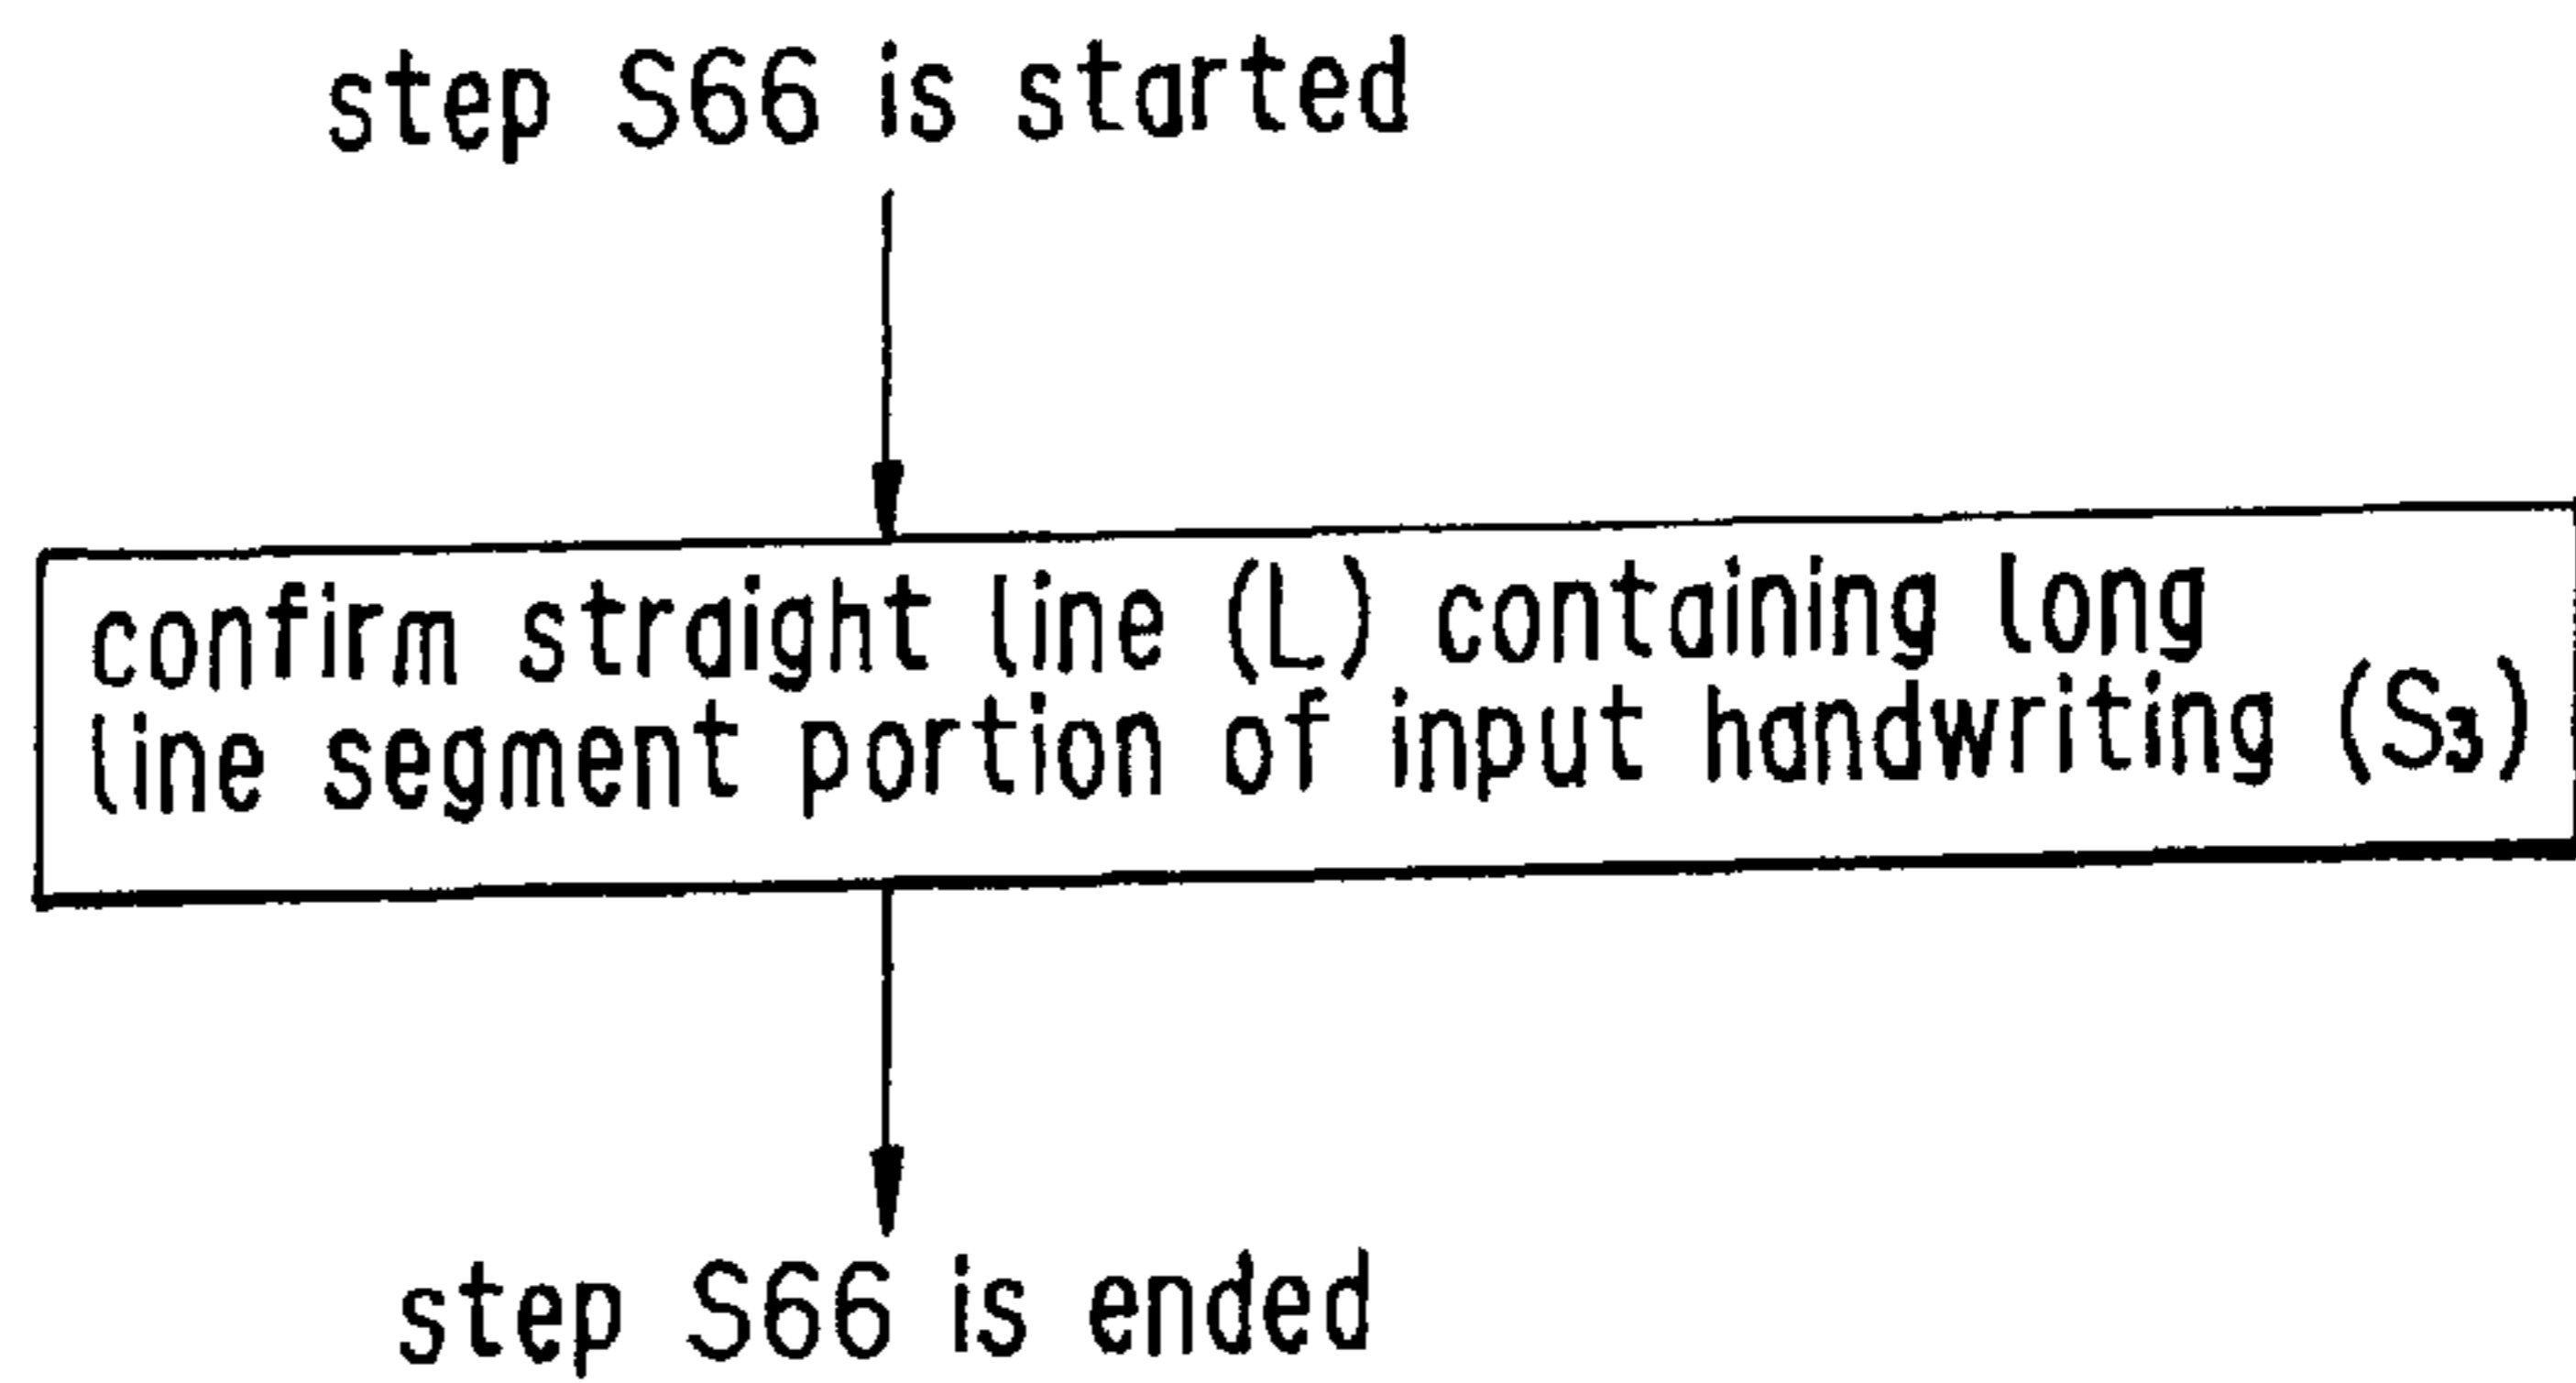 step S66 is started
confirm straight line (L) containing long
line segment portion of input handwriting (S₃)
step S66 is ended